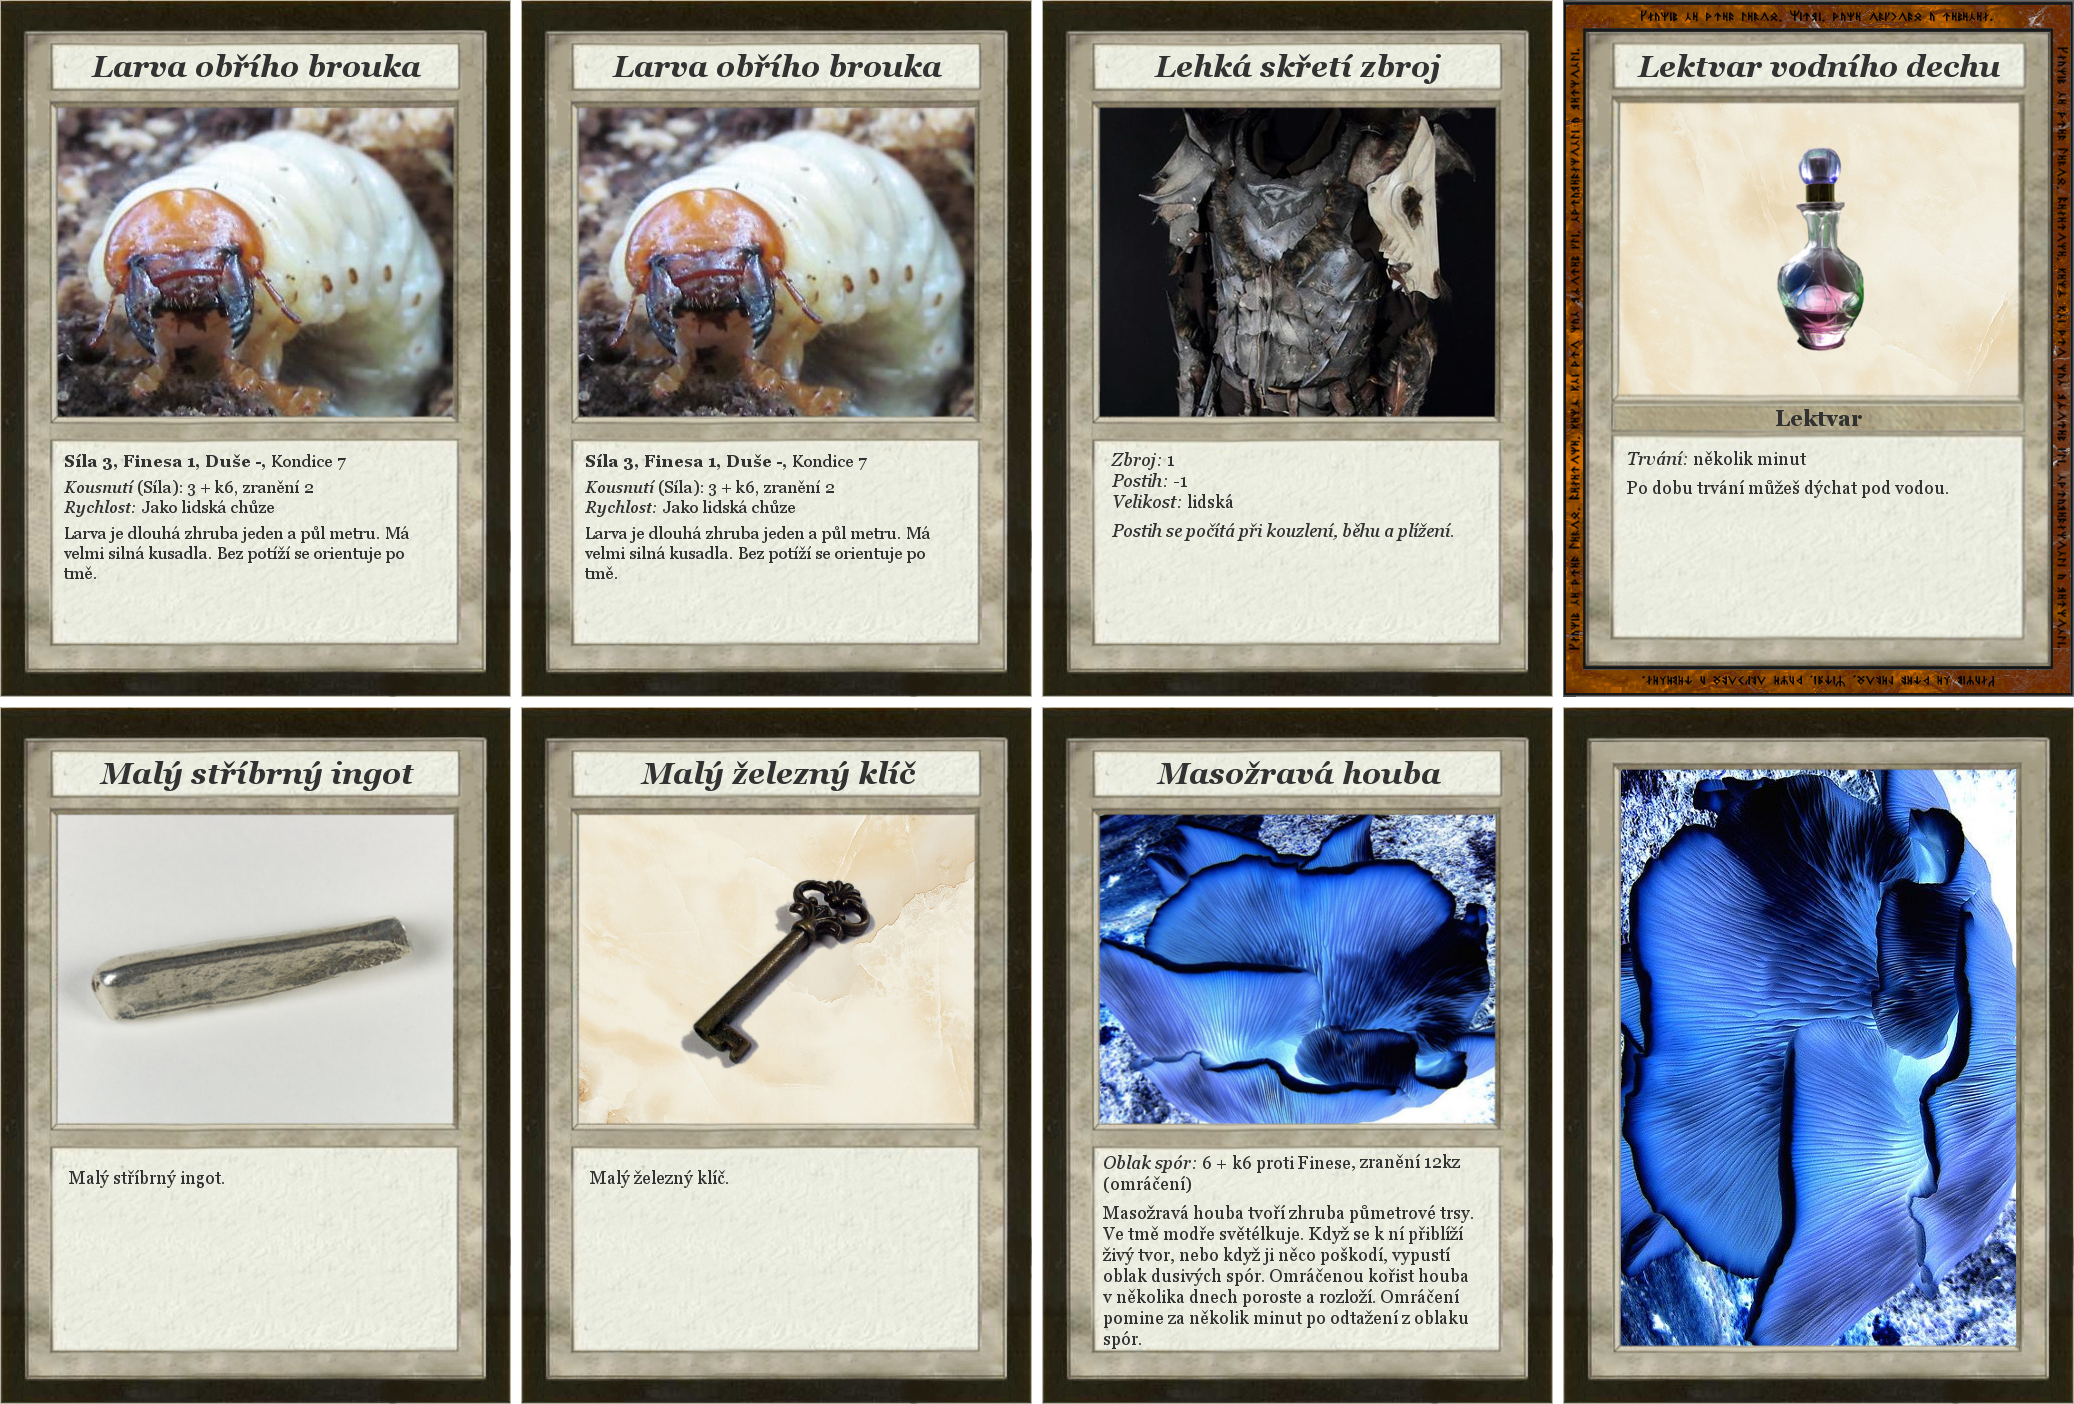 Larva obřího brouka
Síla 3, Finesa 1, Duše -, Kondice 7
Kousnutí (Síla): 3 + k6, zranění 2
Rychlost: Jako lidská chůze
Larva je dlouhá zhruba jeden a půl metru. Má
velmi silná kusadla. Bez potíží se orientuje po
tmě.
Larva obřího brouka
Síla 3, Finesa 1, Duše -, Kondice 7
Kousnutí (Síla): 3 + k6, zranění 2
Rychlost: Jako lidská chůze
Larva je dlouhá zhruba jeden a půl metru. Má
velmi silná kusadla. Bez potíží se orientuje po
tmě.
Lehká skřetí zbroj
Zbroj: 1
Postih: -1
Velikost: lidská
Postih se počítá při kouzlení, běhu a plížení.
Lektvar vodního dechu
Lektvar
Trvání: několik minut
Po dobu trvání můžeš dýchat pod vodou.
Malý stříbrný ingot
Malý stříbrný ingot.
Malý železný klíč
Malý železný klíč.
Masožravá houba
Oblak spór: 6 + k6 proti Finese, zranění 12kz
(omráčení)
Masožravá houba tvoří zhruba půmetrové trsy.
Ve tmě modře světélkuje. Když se k ní přiblíží
živý tvor, nebo když ji něco poškodí, vypustí
oblak dusivých spór. Omráčenou kořist houba
v několika dnech poroste a rozloží. Omráčení
pomine za několik minut po odtažení z oblaku
spór.